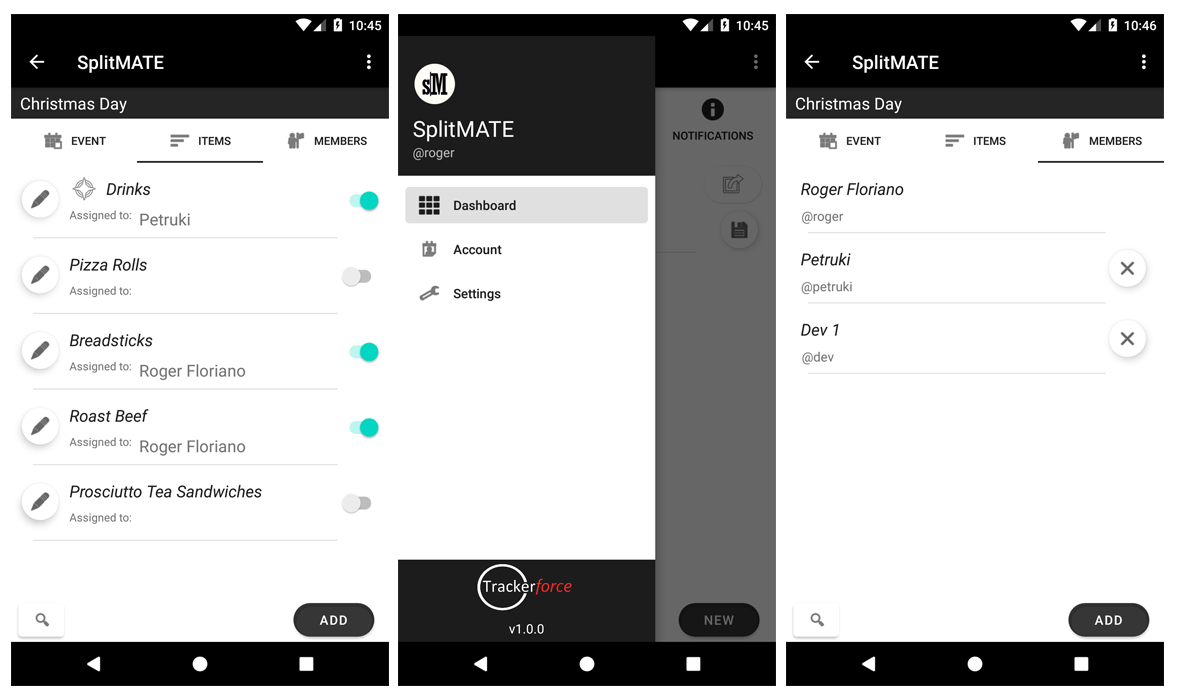 10:45
SplitMATE
Christmas Day
EVENT ITEMS MEMBERS
Drinks
Assigned to: Petruki
Pizza Rolls
Assigned to:
Breadsticks
Assigned to: Roger Floriano
Roast Beef
Assigned to: Roger Floriano
Prosciutto Tea Sandwiches
Assigned to:
ADD
10:45
sM
SplitMATE
@roger
NOTIFICATIONS
Dashboard
Account
Settings
Trackerforce
v1.0.0
NEW
10:46
SplitMATE
Christmas Day
EVENT ITEMS MEMBERS
Roger Floriano
@roger
Petruki
@petruki
Dev 1
@dev
ADD